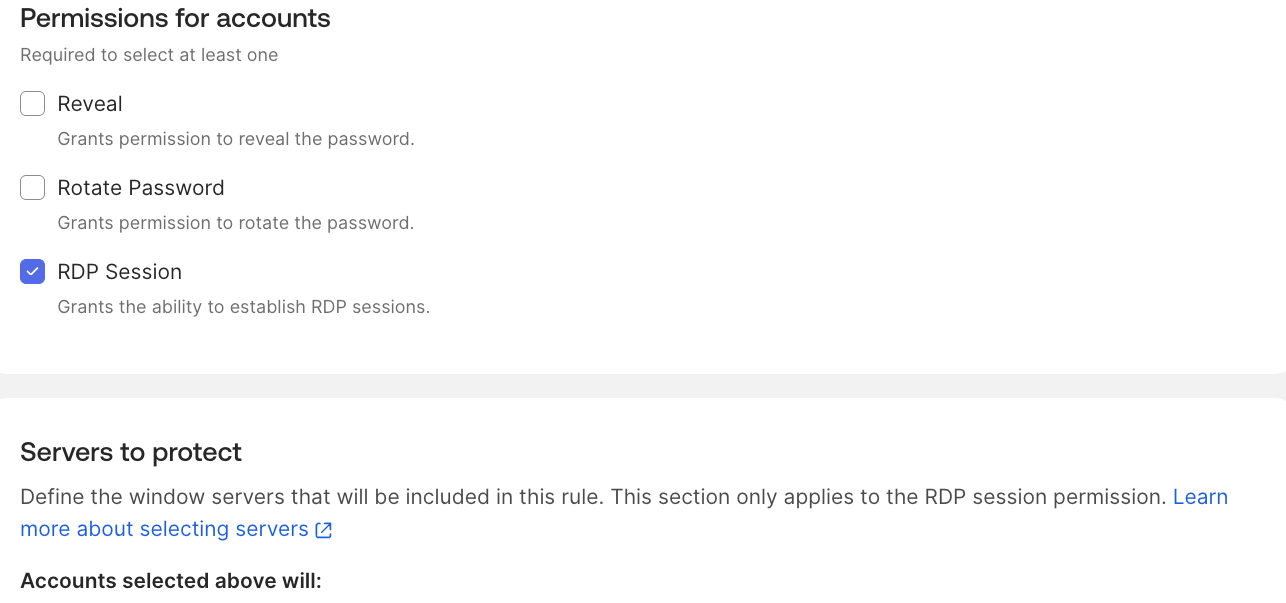 Permissions for accounts
Required to select at least one
Reveal
Grants permission to reveal the password.
Rotate Password
Grants permission to rotate the password.
RDP Session
Grants the ability to establish RDP sessions.
Servers to protect
Define the window servers that will be included in this rule. This section only applies to the RDP session permission. Learn
more about selecting servers
Accounts selected above will: